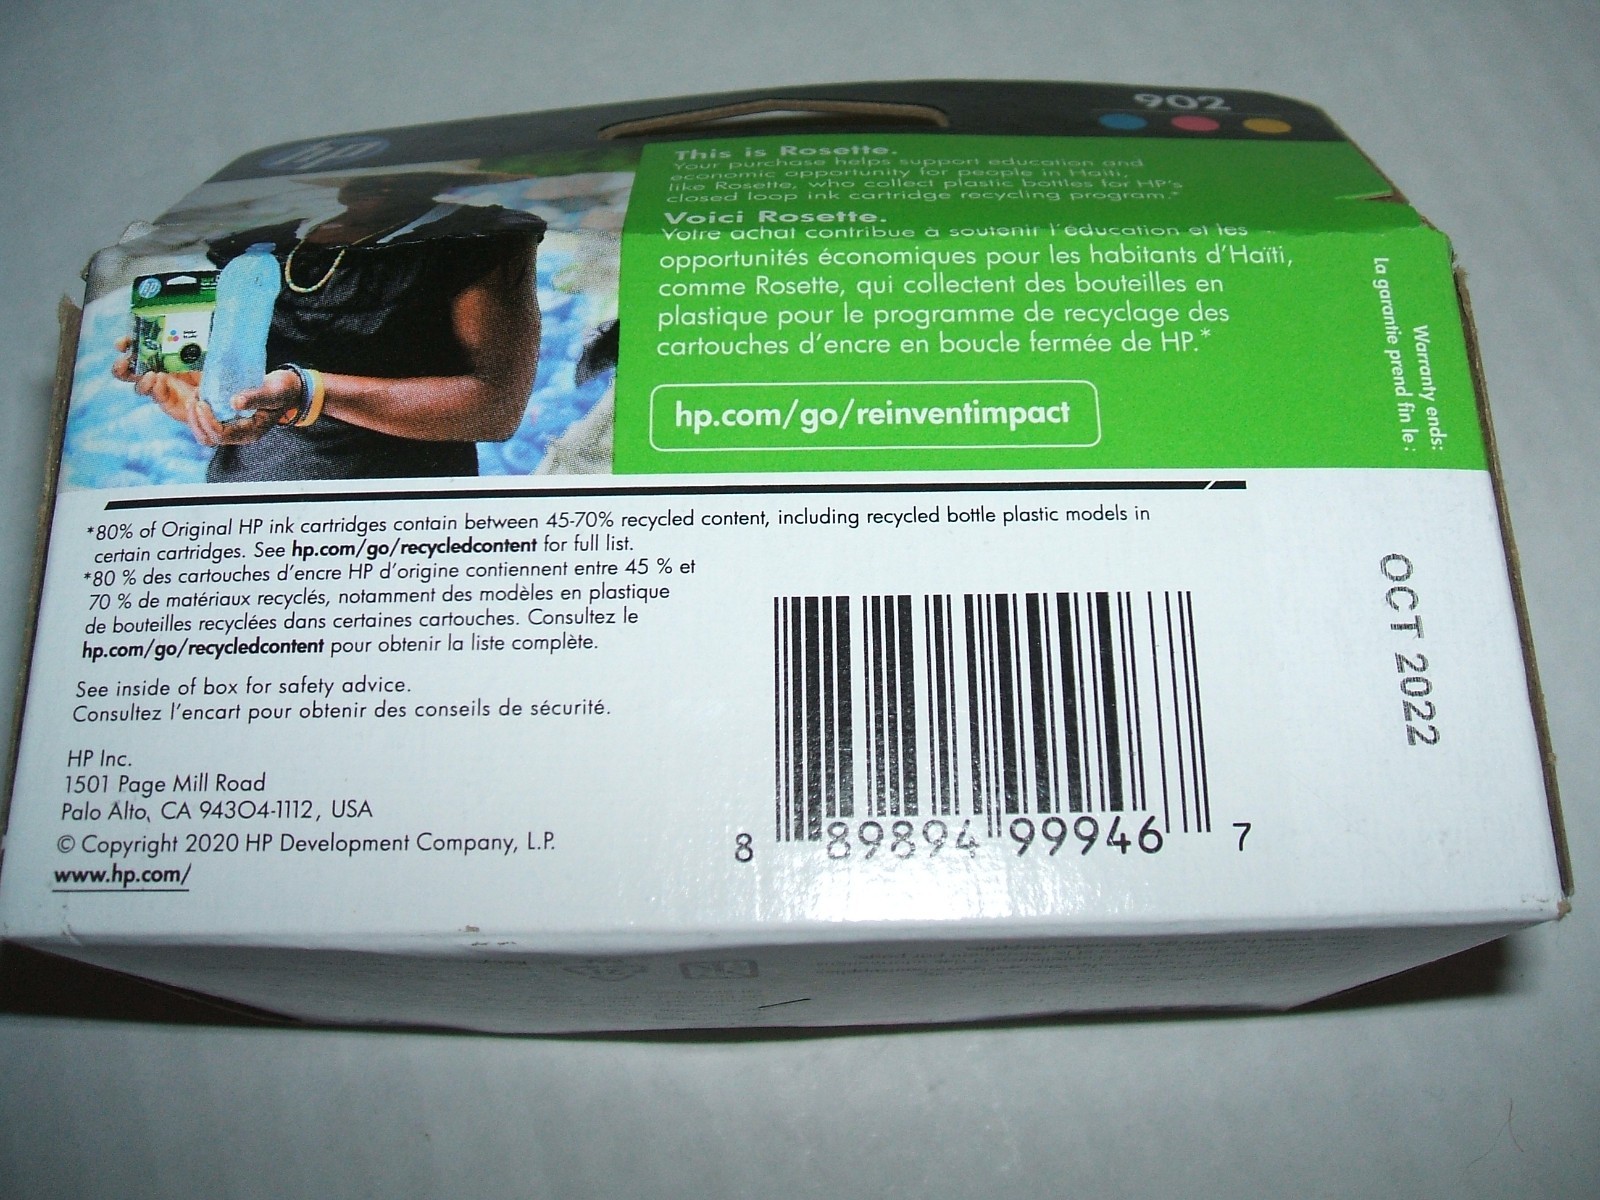 hp
902
This is Rosette.
Your purchase helps support education and
economic opportunity for people in Haiti,
like Rosette, who collect plastic bottles for HP's
closed loop ink cartridge recycling program.*
Voici Rosette.
Votre achat contribue à soutenir l'éducation et les
opportunités économiques pour les habitants d'Haïti,
comme Rosette, qui collectent des bouteilles en
plastique pour le programme de recyclage des
cartouches d'encre en boucle fermée de HP.*
hp.com/go/reinventimpact
Warranty ends:
La garantie prend fin le :
OCT 2022
hp
*80% of Original HP ink cartridges contain between 45-70% recycled content, including recycled bottle plastic models in
certain cartridges. See hp.com/go/recycledcontent for full list.
*80 % des cartouches d'encre HP d'origine contiennent entre 45 % et
70 % de matériaux recyclés, notamment des modèles en plastique
de bouteilles recyclées dans certaines cartouches. Consultez le
hp.com/go/recycledcontent pour obtenir la liste complète.
See inside of box for safety advice.
Consultez l'encart pour obtenir des conseils de sécurité.
HP Inc.
1501 Page Mill Road
Palo Alto, CA 94304-1112, USA
© Copyright 2020 HP Development Company, L.P.
www.hp.com/
8 89894 99946 7